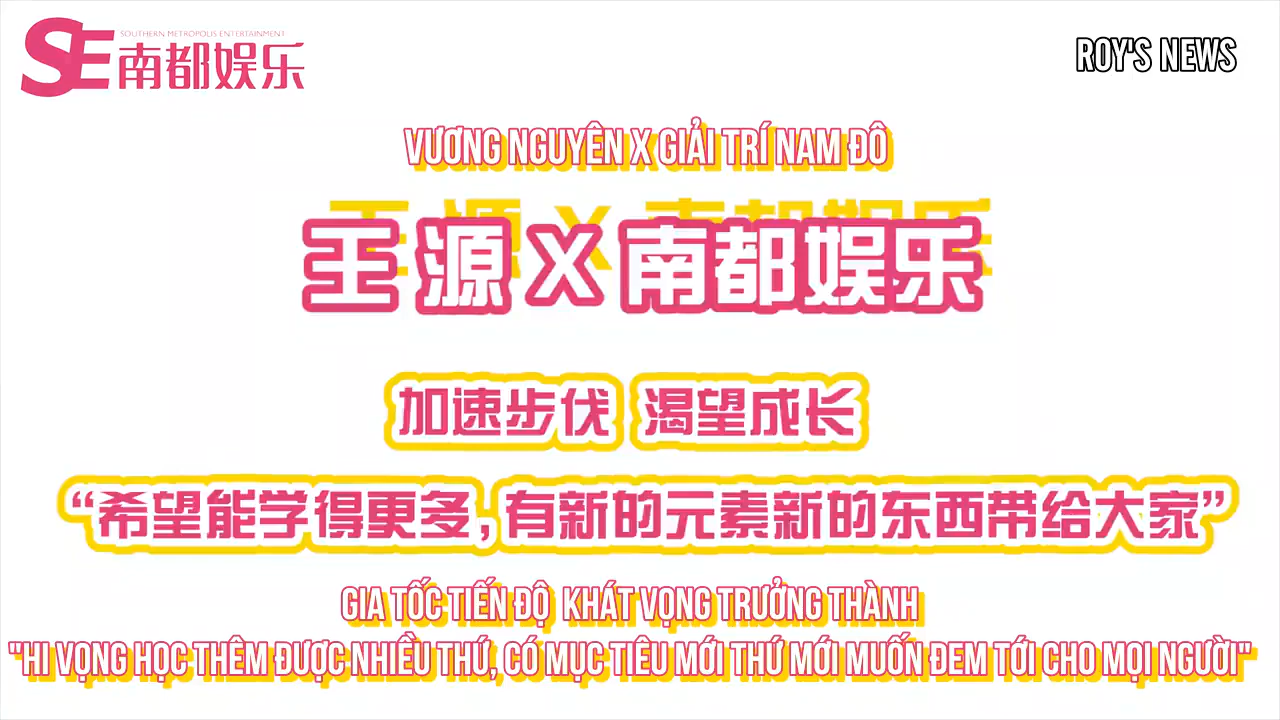 SE 南都娱乐
SOUTHERN METROPOLIS ENTERTAINMENT
ROY'S NEWS
VƯƠNG NGUYÊN X GIẢI TRÍ NAM ĐÔ
王 源 X 南都娱乐
加速步伐 渴望成长
“希望能学得更多,有新的元素新的东西带给大家”
GIA TỐC TIẾN ĐỘ KHÁT VỌNG TRƯỞNG THÀNH
"HI VỌNG HỌC THÊM ĐƯỢC NHIỀU THỨ, CÓ MỤC TIÊU MỚI THỨ MỚI MUỐN ĐEM TỚI CHO MỌI NGƯỜI"